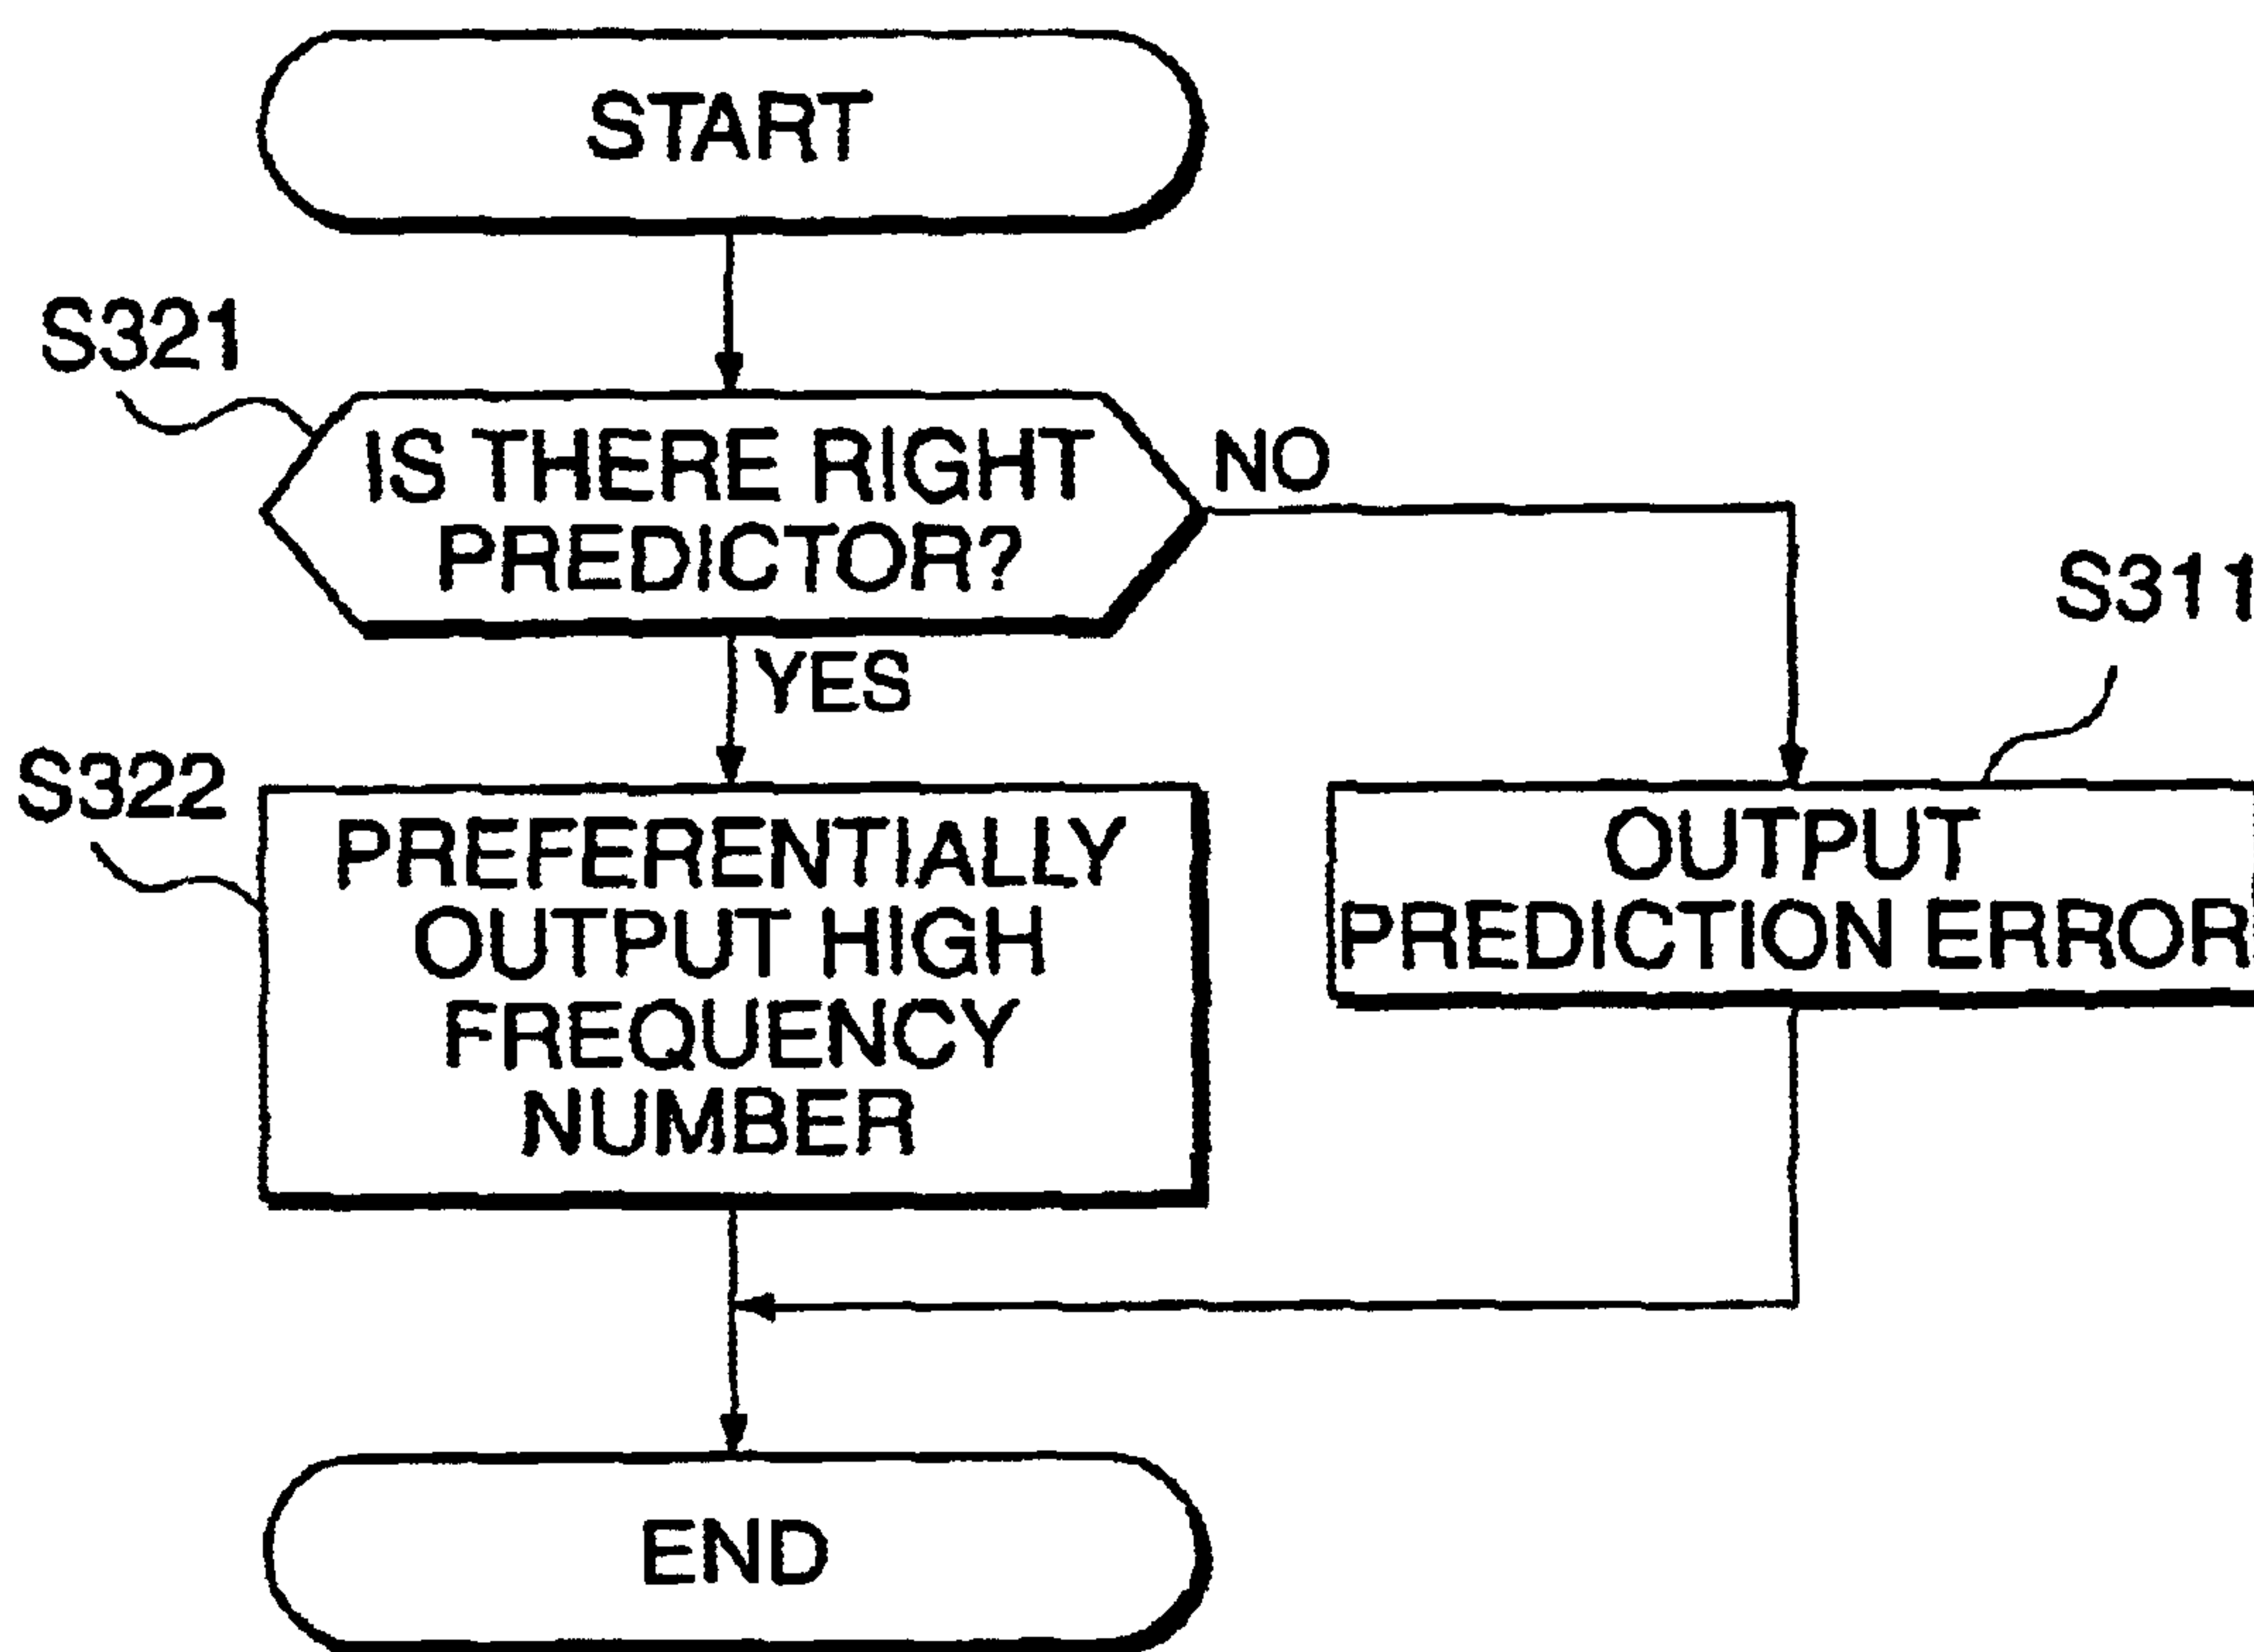 START
S321
IS THERE RIGHT
PREDICTOR?
NO
YES
S311
S322
PREFERENTIALLY
OUTPUT HIGH
FREQUENCY
NUMBER
OUTPUT
PREDICTION ERROR
END